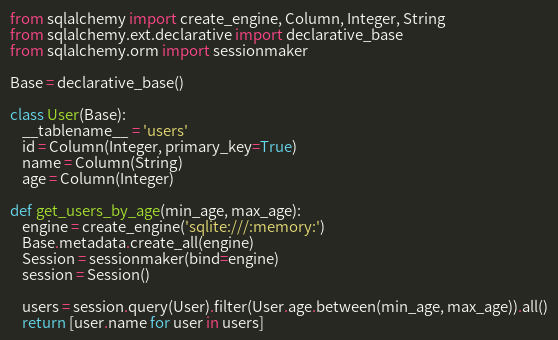 from sqlalchemy import create_engine, Column, Integer, String
from sqlalchemy.ext.declarative import declarative_base
from sqlalchemy.orm import sessionmaker

Base = declarative_base()

class User(Base):
    __tablename__ = 'users'
    id = Column(Integer, primary_key=True)
    name = Column(String)
    age = Column(Integer)

def get_users_by_age(min_age, max_age):
    engine = create_engine('sqlite:///:memory:')
    Base.metadata.create_all(engine)
    Session = sessionmaker(bind=engine)
    session = Session()

    users = session.query(User).filter(User.age.between(min_age, max_age)).all()
    return [user.name for user in users]